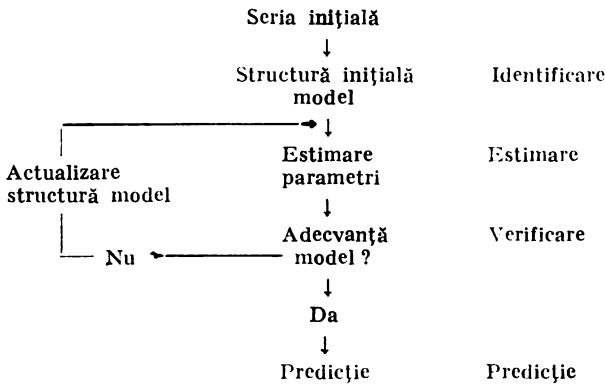 Seria inițială
Structură inițială Identificare
model
Estimare Estimare
parametri
Actualizare
structură model
Adecvanță Verificare
model ?
Nu
Da
Predicție Predicție